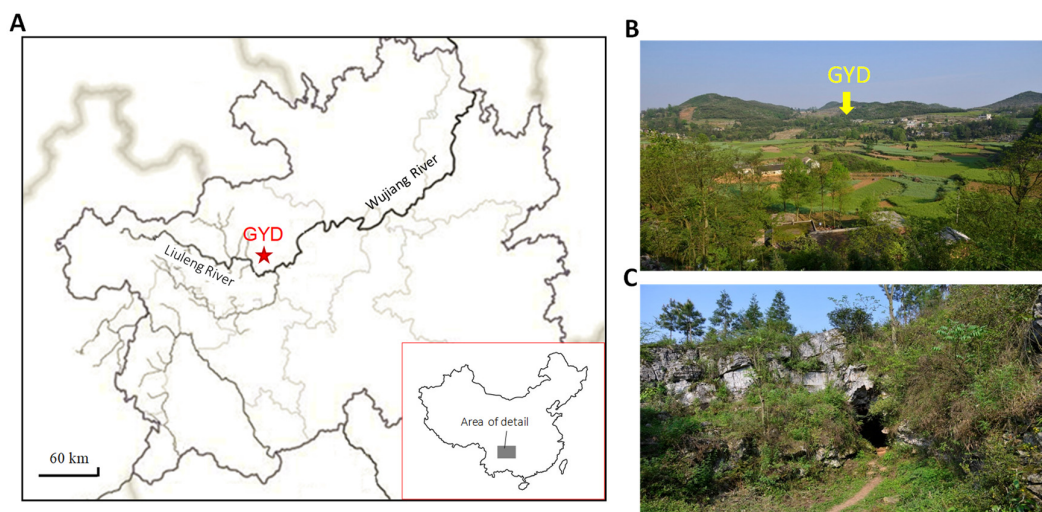 A
Wujiang River
GYD
Liuleng River
Area of detail
60 km
B
GYD
C